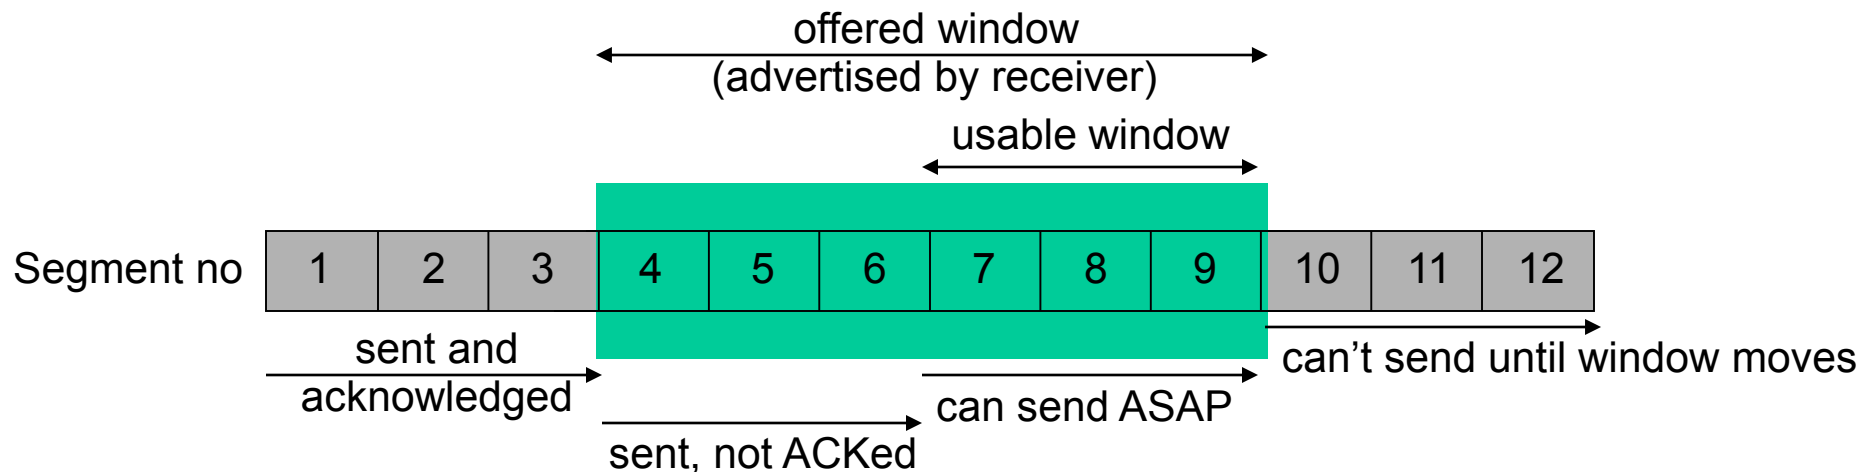 offered window
(advertised by receiver)
usable window
Segment no 1 2 3 4 5 6 7 8 9 10 11 12
sent and
acknowledged
can't send until window moves
can send ASAP
sent, not ACKed